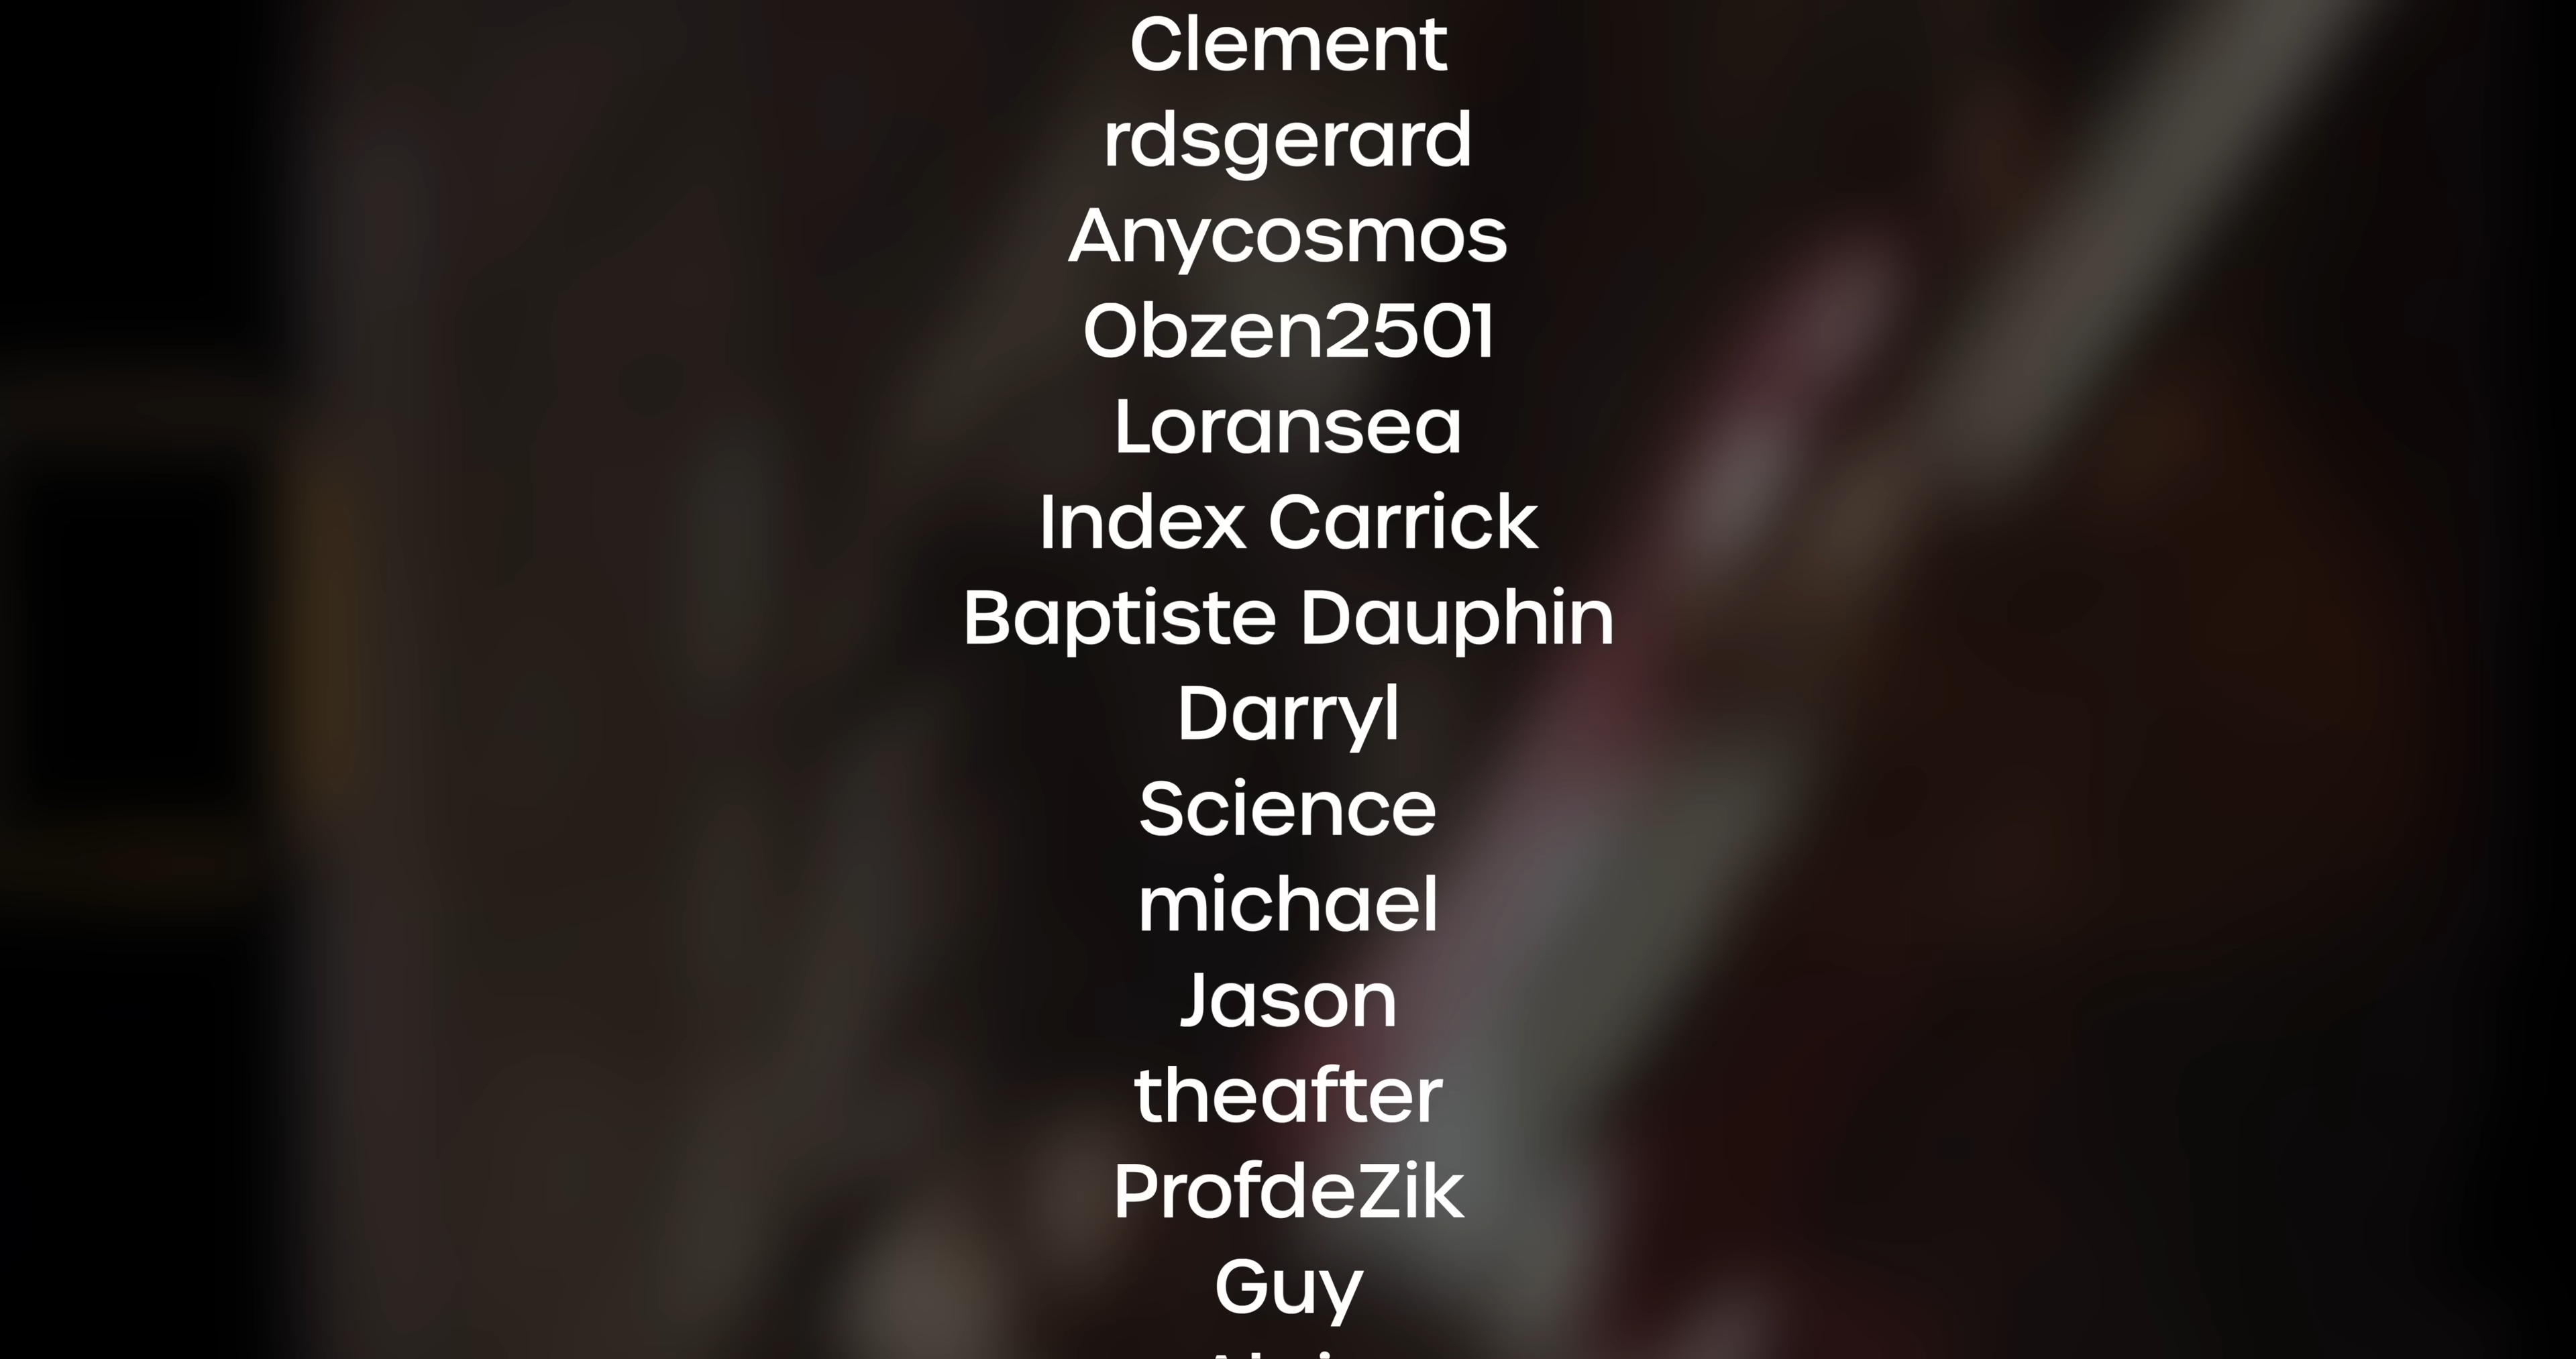 Clement
rdsgerard
Anycosmos
Obzen2501
Loransea
Index Carrick
Baptiste Dauphin
Darryl
Science
michael
Jason
theafter
ProfdeZik
Guy